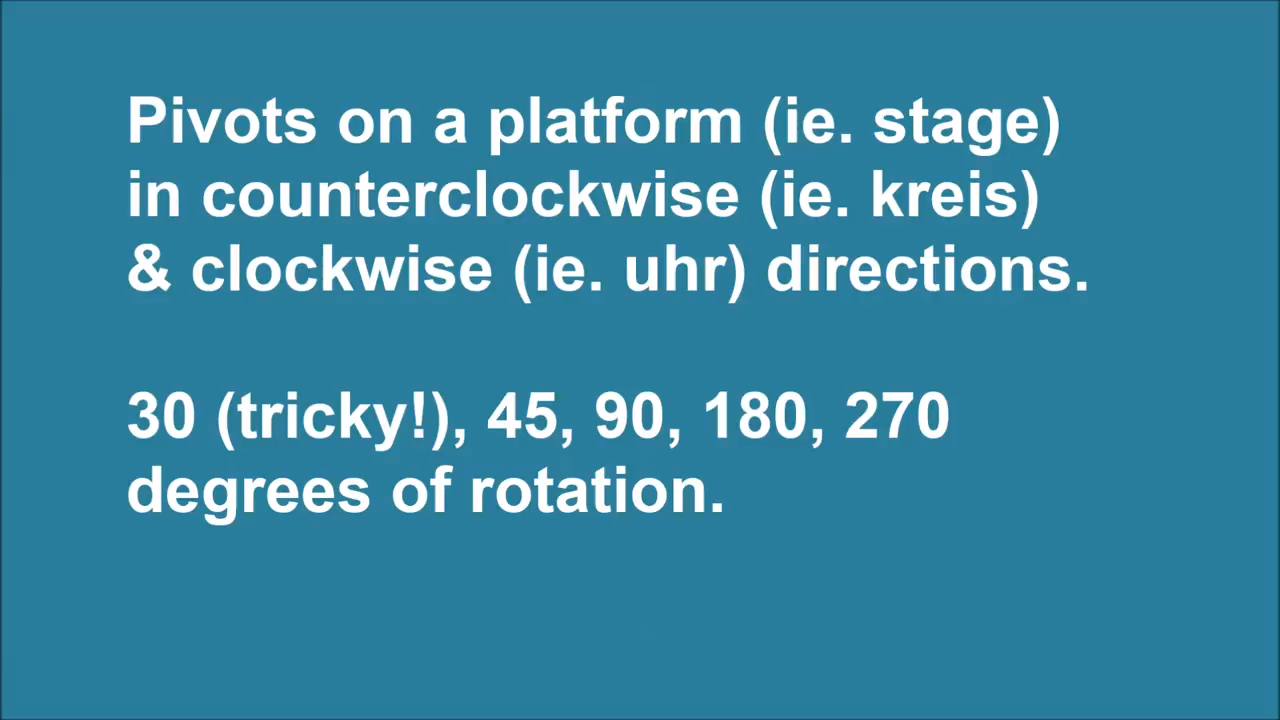 Pivots on a platform (ie. stage)
in counterclockwise (ie. kreis)
& clockwise (ie. uhr) directions.
30 (tricky!), 45, 90, 180, 270
degrees of rotation.